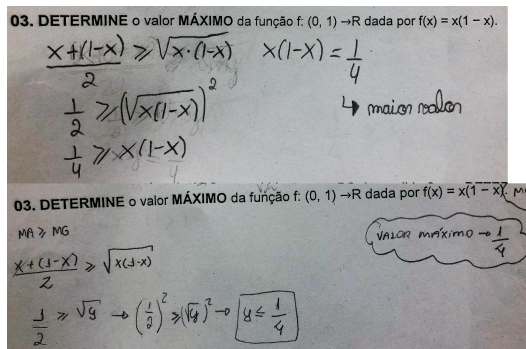 03. DETERMINE o valor MÁXIMO da função f: (0, 1) →R dada por f(x) = x(1 – x).
x+(1-x)/2 ≥ √x·(1-x) x(1-X) = 1/4
1/2 ≥ (√x(1-x))² ↳ maior valor
1/4 ≥ x(1-x)
03. DETERMINE o valor MÁXIMO da função f: (0, 1) →R dada por f(x) = x(1 – x).
MA ≥ MG VALOR MÁXIMO → 1/4
x+(1-x)/2 ≥ √x(1-x)
1/2 ≥ √y → (1/2)² ≥ (√y)² → y ≤ 1/4